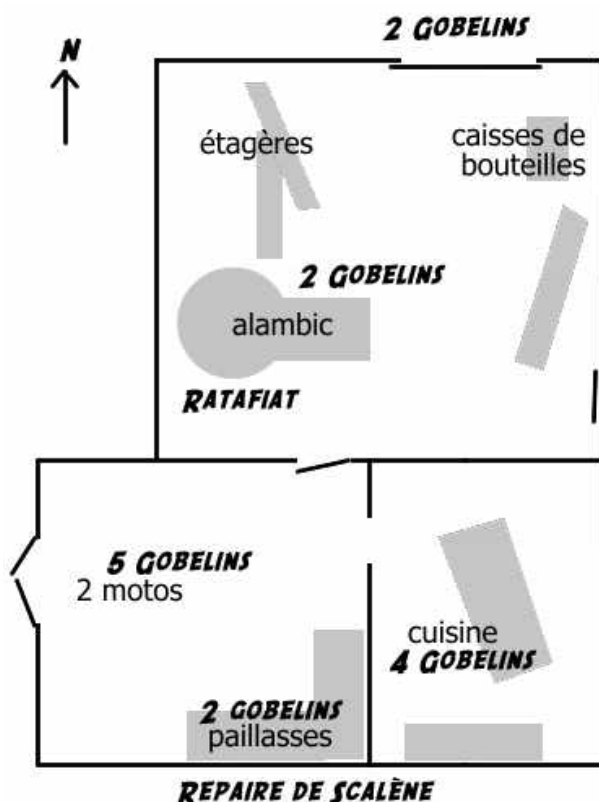 2 GOBELINS
N
étagères
caisses de
bouteilles
2 GOBELINS
alambic
RATAFIAT
5 GOBELINS
2 motos
cuisine
4 GOBELINS
2 GOBELINS
paillasses
REPAIRE DE SCALÈNE